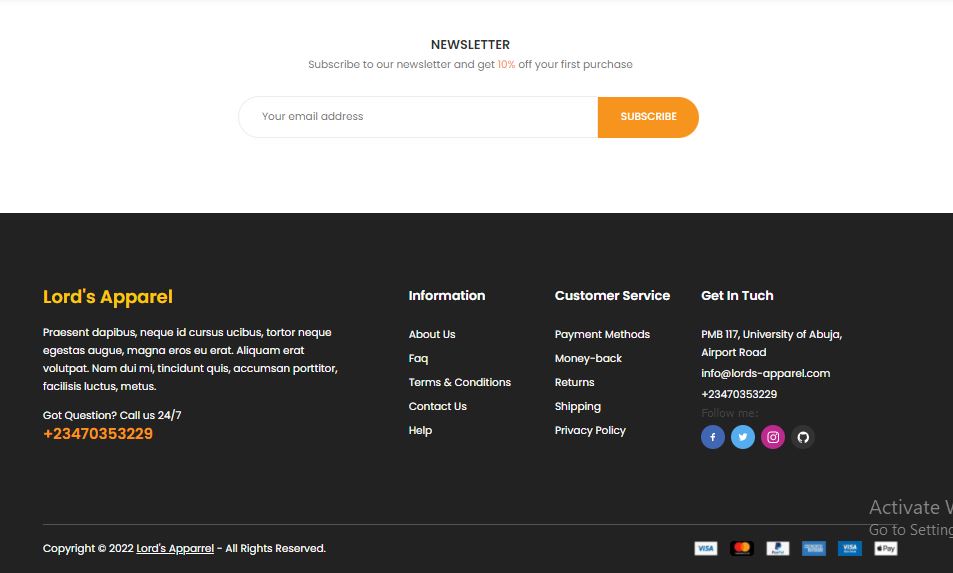 NEWSLETTER
Subscribe to our newsletter and get 10% off your first purchase
Your email address
SUBSCRIBE
Lord's Apparel
Praesent dapibus, neque id cursus ucibus, tortor neque
egestas augue, magna eros eu erat. Aliquam erat
volutpat. Nam dui mi, tincidunt quis, accumsan porttitor,
facilisis luctus, metus.
Got Question? Call us 24/7
+23470353229
Information
About Us
Faq
Terms & Conditions
Contact Us
Help
Customer Service
Payment Methods
Money-back
Returns
Shipping
Privacy Policy
Get In Tuch
PMB 117, University of Abuja,
Airport Road
info@lords-apparel.com
+23470353229
Follow me:
Activate W
Go to Setting
Copyright © 2022 Lord's Apparrel - All Rights Reserved.
VISA
PayPal
VISA
Pay